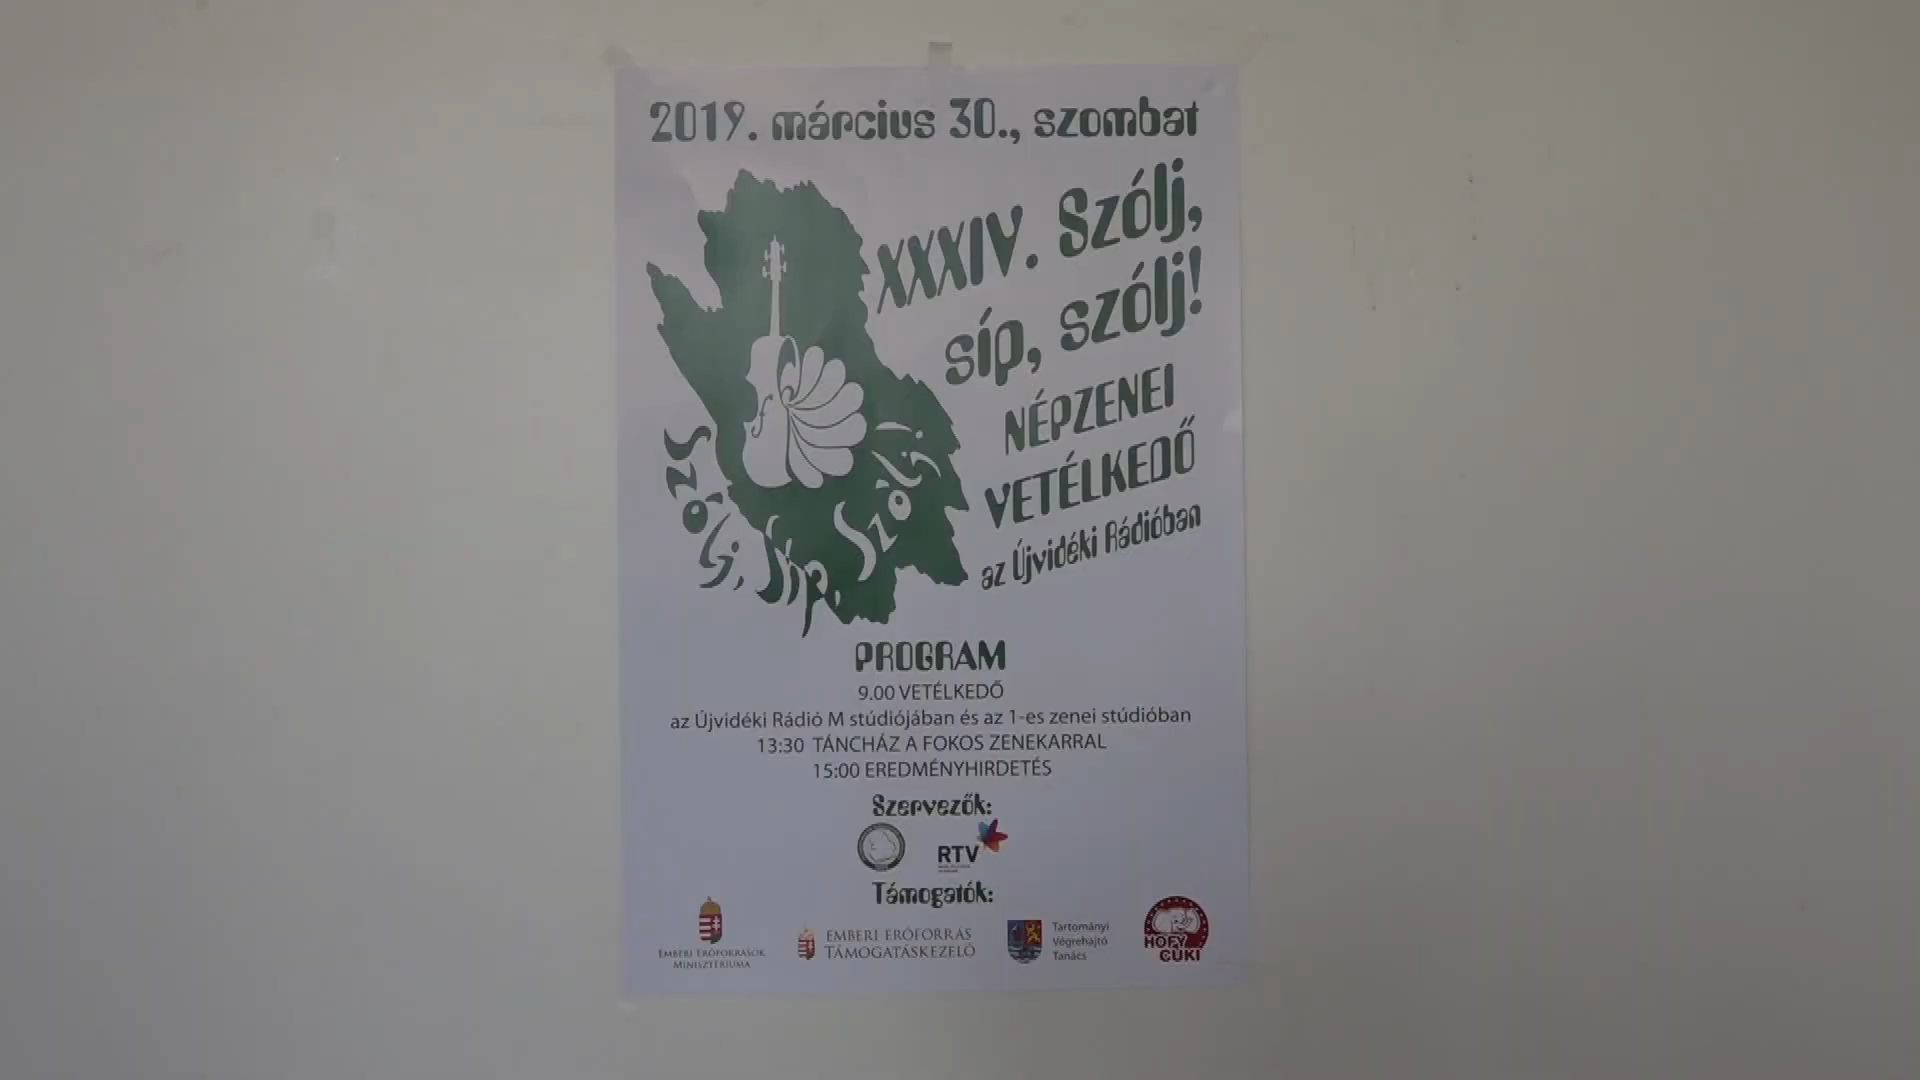 2019. március 30., szombat
XXXIV. Szólj,
síp, szólj!
NÉPZENEI
VETÉLKEDŐ
az Újvidéki Rádióban
Szólj, Síp, Szólj!
PROGRAM
9.00 VETÉLKEDŐ
az Újvidéki Rádió M stúdiójában és az 1-es zenei stúdióban
13:30 TÁNCHÁZ A FOKOS ZENEKARRAL
15:00 EREDMÉNYHIRDETÉS
Szervezők:
RTV
Támogatók:
EMBERI ERŐFORRÁSOK
MINISZTÉRIUMA
EMBERI ERŐFORRÁS
TÁMOGATÁSKEZELŐ
Tartományi
Végrehajtó
Tanács
HOFY
CUKI